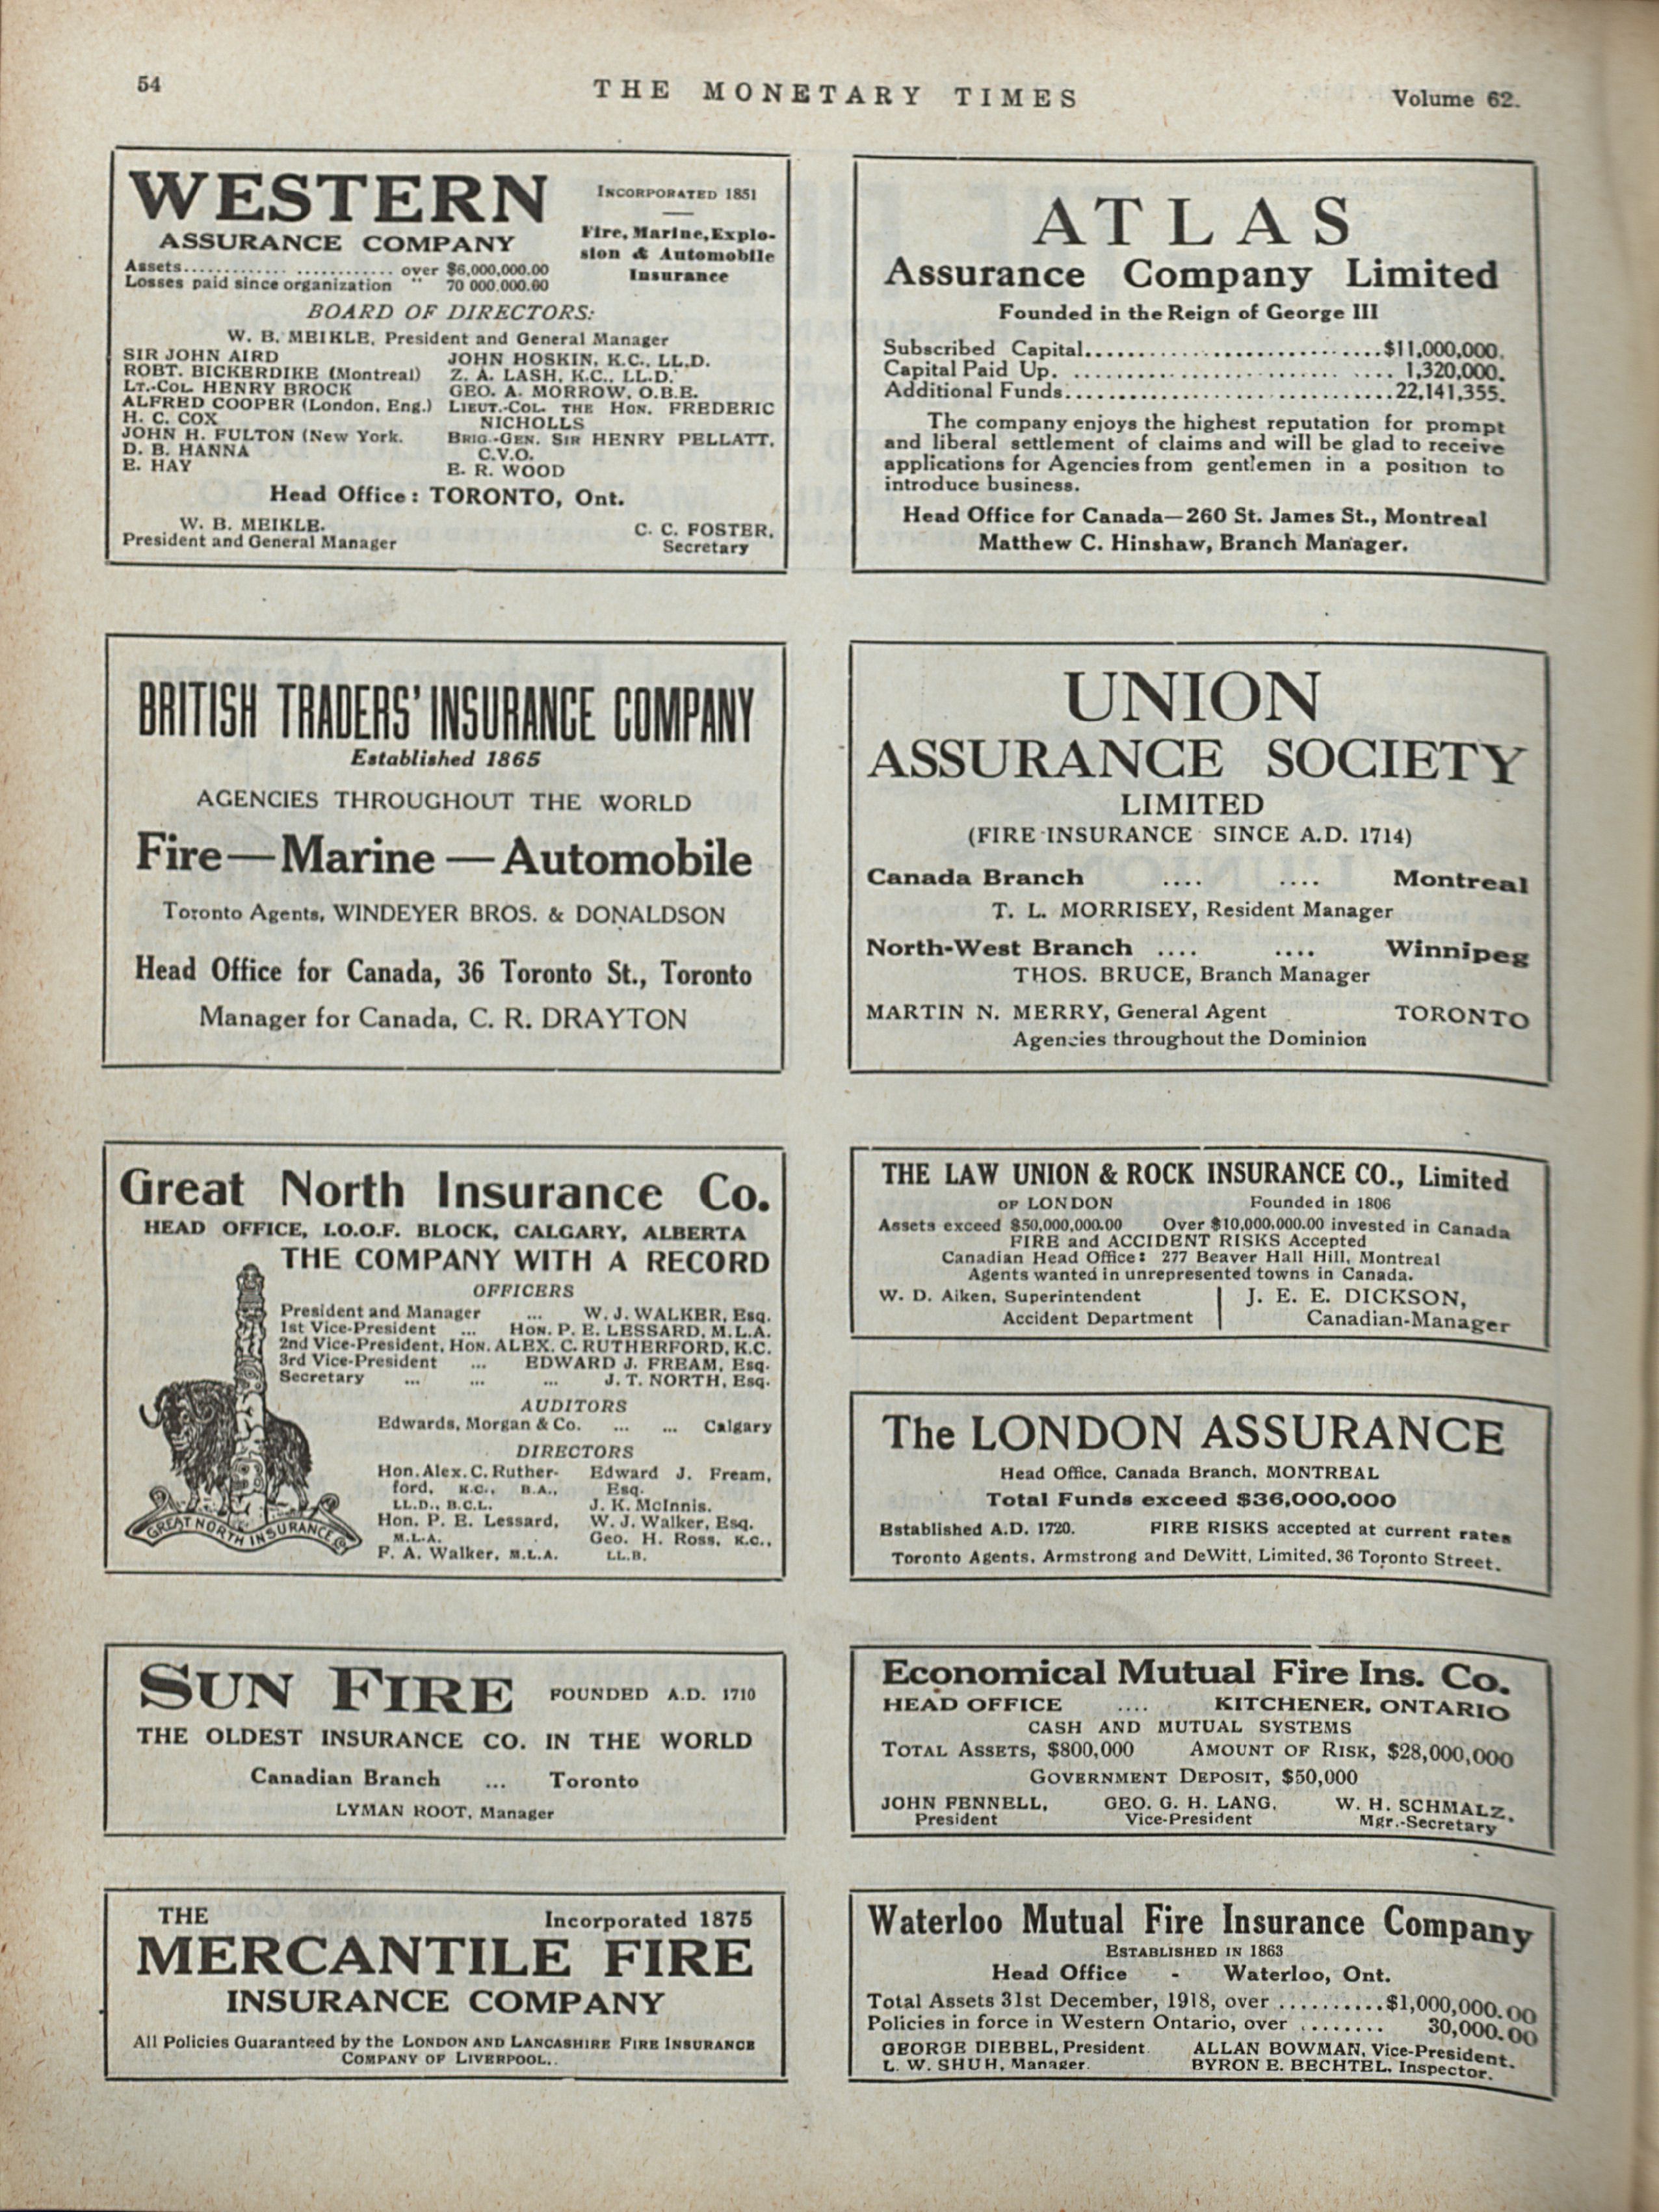 54
THE MONETARY TIMES
Volume 62.
WESTERN
ASSURANCE COMPANY
INCORPORATED 1851
Fire, Marine, Explo-
sion & Automobile
Insurance
Assets............. ............ over $6,000,000.00
Losses paid since organization " 70 000,000.00
BOARD OF DIRECTORS:
W. B. MEIKLE, President and General Manager
SIR JOHN AIRD
ROBT. BICKERDIKE (Montreal)
LT.-COL. HENRY BROCK
ALFRED COOPER (London, Eng.)
H. C. COX
JOHN H. FULTON (New York.
D. B. HANNA
E. HAY
JOHN HOSKIN, K.C., LL.D.
Z. A. LASH, K.C., LL.D.
GEO. A. MORROW, O.B.E.
LIEUT.-COL. THE HON. FREDERIC
NICHOLLS
BRIG.-GEN. SIR HENRY PELLATT,
C.V.O.
E. R. WOOD
Head Office: TORONTO, Ont.
W. B. MEIKLE.
President and General Manager
C. C. FOSTER,
Secretary
ATLAS
Assurance Company Limited
Founded in the Reign of George III
Subscribed Capital..............................$11,000,000.
Capital Paid Up. .......................... .... 1,320,000.
Additional Funds.................................22,141,355.
The company enjoys the highest reputation for prompt
and liberal settlement of claims and will be glad to receive
applications for Agencies from gentlemen in a position to
introduce business.
Head Office for Canada—260 St. James St., Montreal
Matthew C. Hinshaw, Branch Manager.
BRITISH TRADERS' INSURANCE COMPANY
Established 1865
AGENCIES THROUGHOUT THE WORLD
Fire—Marine—Automobile
Toronto Agents, WINDEYER BROS. & DONALDSON
Head Office for Canada, 36 Toronto St., Toronto
Manager for Canada, C. R. DRAYTON
UNION
ASSURANCE SOCIETY
LIMITED
(FIRE INSURANCE SINCE A.D. 1714)
Canada Branch .... .... Montreal
T. L. MORRISEY, Resident Manager
North-West Branch .... .... Winnipeg
THOS. BRUCE, Branch Manager
MARTIN N. MERRY, General Agent TORONTO
Agencies throughout the Dominion
Great North Insurance Co.
HEAD OFFICE, I.O.O.F. BLOCK, CALGARY, ALBERTA
THE COMPANY WITH A RECORD
OFFICERS
President and Manager ... W. J. WALKER, Esq.
1st Vice-President ... HON. P. E. LESSARD, M.L.A.
2nd Vice-President, HON. ALEX. C. RUTHERFORD, K.C.
3rd Vice-President ... EDWARD J. FREAM, Esq.
Secretary ... ... ... J. T. NORTH, Esq.
AUDITORS
Edwards, Morgan & Co. ... ... Calgary
DIRECTORS
Hon. Alex. C. Ruther-
ford, K.C., B.A.,
LL.D., B.C.L.
Hon. P. E. Lessard,
M.L.A.
F. A. Walker, M.L.A.
Edward J. Fream,
Esq.
J. K. McInnis.
W. J. Walker, Esq.
Geo. H. Ross, K.C.,
LL.B.
GREAT NORTH INSURANCE Co
THE LAW UNION & ROCK INSURANCE CO., Limited
OF LONDON Founded in 1806
Assets exceed $50,000,000.00 Over $10,000,000.00 invested in Canada
FIRE and ACCIDENT RISKS Accepted
Canadian Head Office: 277 Beaver Hall Hill, Montreal
Agents wanted in unrepresented towns in Canada.
W. D. Aiken, Superintendent
Accident Department
J. E. E. DICKSON,
Canadian-Manager
The LONDON ASSURANCE
Head Office, Canada Branch, MONTREAL
Total Funds exceed $36,000,000
Established A.D. 1720. FIRE RISKS accepted at current rates
Toronto Agents, Armstrong and DeWitt, Limited, 36 Toronto Street.
SUN FIRE
FOUNDED A.D. 1710
THE OLDEST INSURANCE CO. IN THE WORLD
Canadian Branch ... Toronto
LYMAN ROOT, Manager
Economical Mutual Fire Ins. Co.
HEAD OFFICE .... KITCHENER, ONTARIO
CASH AND MUTUAL SYSTEMS
TOTAL ASSETS, $800,000 AMOUNT OF RISK, $28,000,000
GOVERNMENT DEPOSIT, $50,000
JOHN FENNELL, GEO. G. H. LANG, W. H. SCHMALZ,
President Vice-President Mgr.-Secretary
THE Incorporated 1875
MERCANTILE FIRE
INSURANCE COMPANY
All Policies Guaranteed by the LONDON AND LANCASHIRE FIRE INSURANCE
COMPANY OF LIVERPOOL.
Waterloo Mutual Fire Insurance Company
ESTABLISHED IN 1863
Head Office - Waterloo, Ont.
Total Assets 31st December, 1918, over ..........$1,000,000.00
Policies in force in Western Ontario, over ........ 30,000.00
GEORGE DIEBEL, President. ALLAN BOWMAN, Vice-President.
L. W. SHUH, Manager. BYRON E. BECHTEL, Inspector.